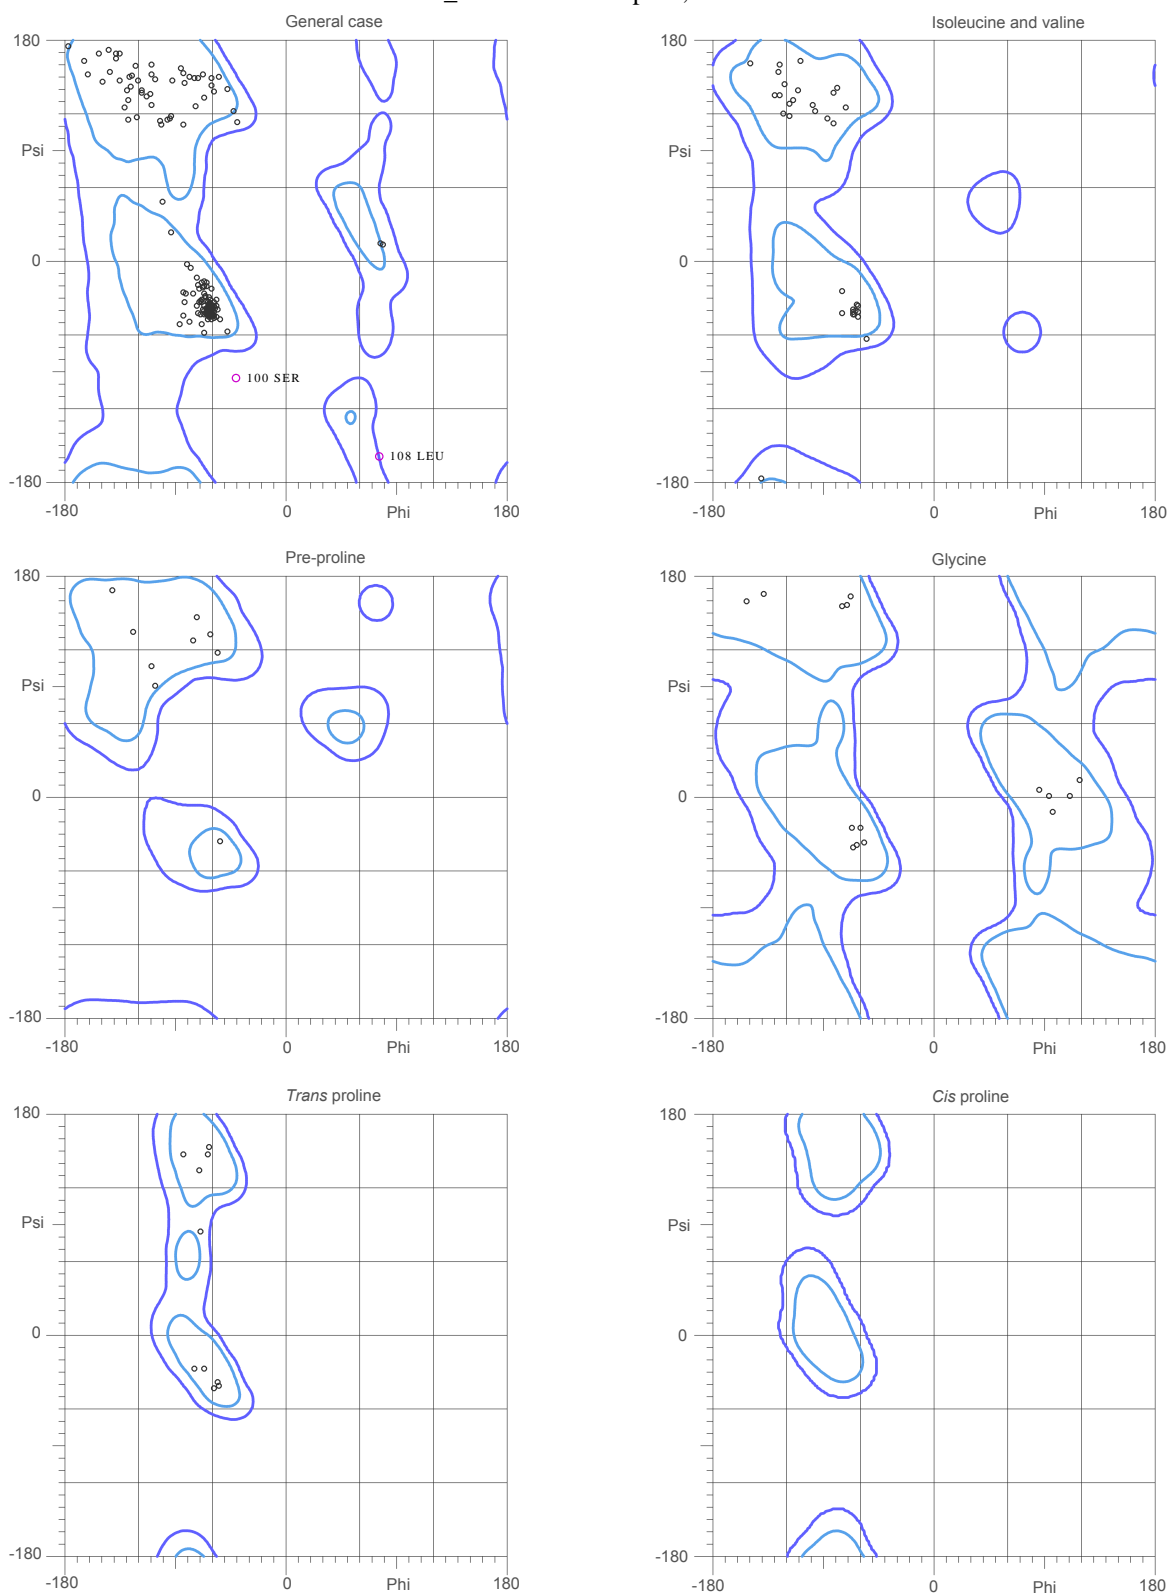 General case
Isoleucine and valine
180
Psi
0
-180
-180
0
Phi
180
100 SER
108 LEU
180
Psi
0
-180
-180
0
Phi
180
Pre-proline
Glycine
180
Psi
0
-180
-180
0
Phi
180
180
Psi
0
-180
-180
0
Phi
180
Trans proline
Cis proline
180
Psi
0
-180
-180
0
Phi
180
180
Psi
0
-180
-180
0
Phi
180